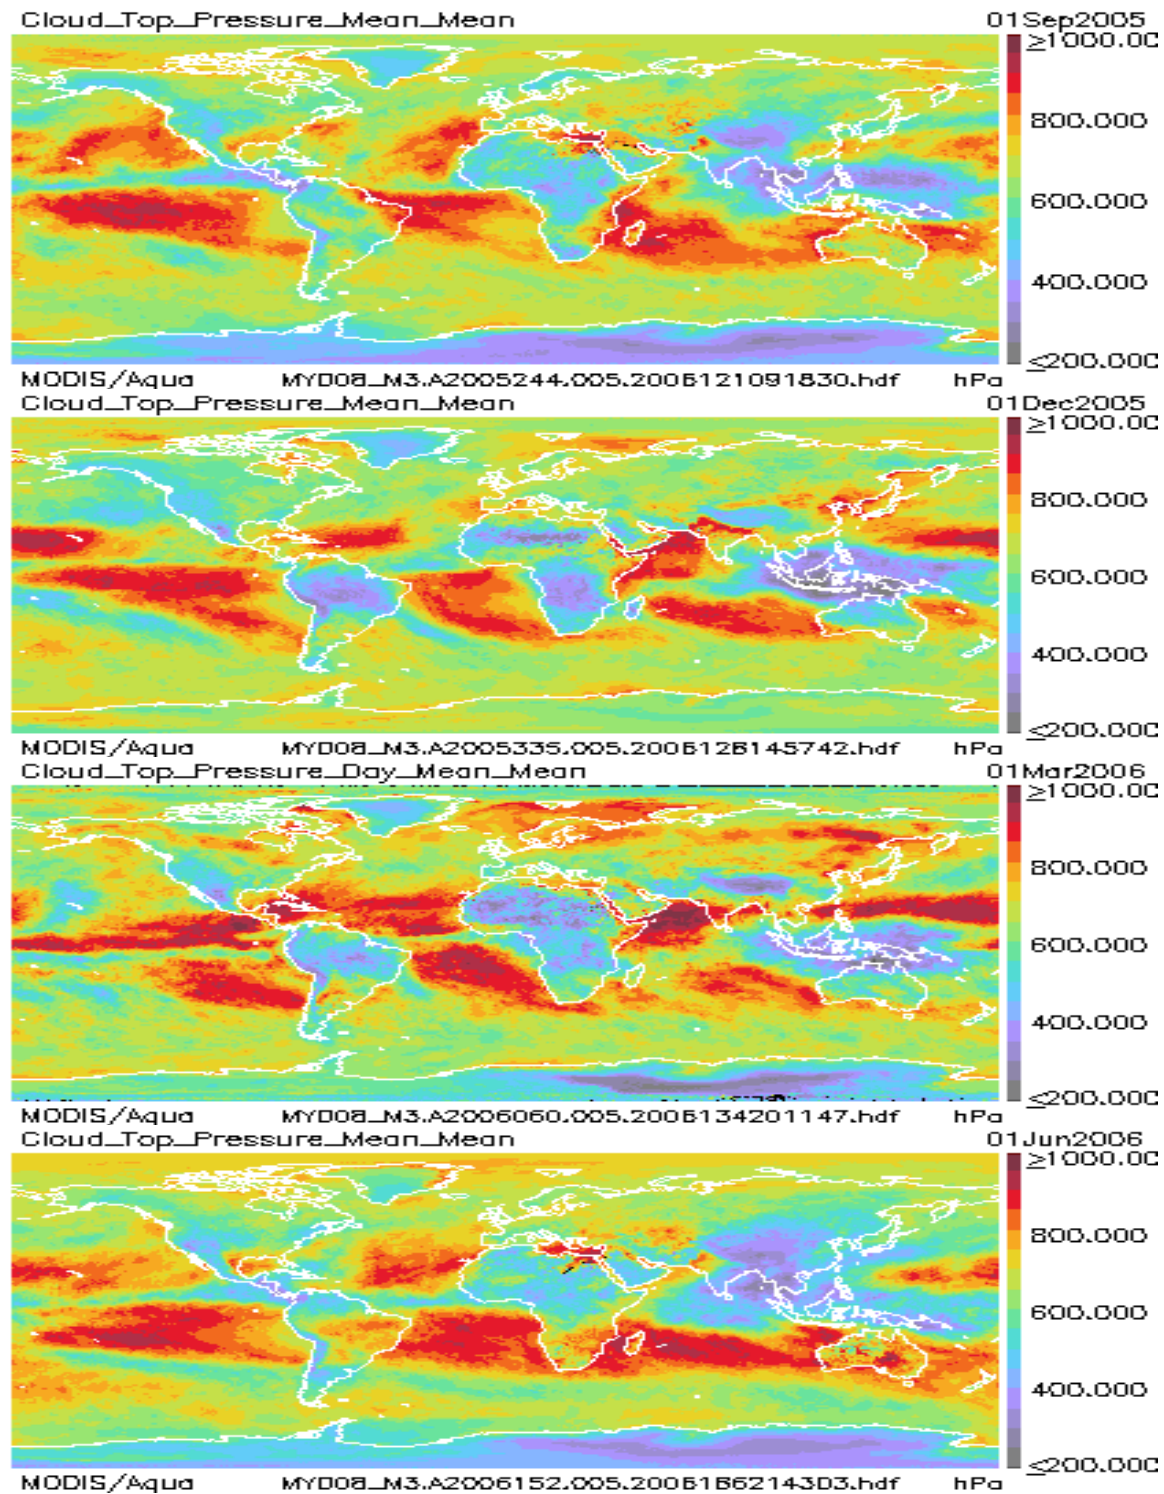 Cloud_Top_Pressure_Mean_Mean 01Sep2005
≥1000.00
800.000
600.000
400.000
≤200.000
MODIS/Aqua MYD08_M3.A2005244.005.2006121091830.hdf hPa
Cloud_Top_Pressure_Mean_Mean 01Dec2005
≥1000.00
800.000
600.000
400.000
≤200.000
MODIS/Aqua MYD08_M3.A2005335.005.2006126145742.hdf hPa
Cloud_Top_Pressure_Day_Mean_Mean 01Mar2006
≥1000.00
800.000
600.000
400.000
≤200.000
MODIS/Aqua MYD08_M3.A2006060.005.2006134201147.hdf hPa
Cloud_Top_Pressure_Mean_Mean 01Jun2006
≥1000.00
800.000
600.000
400.000
≤200.000
MODIS/Aqua MYD08_M3.A2006152.005.2006186214303.hdf hPa